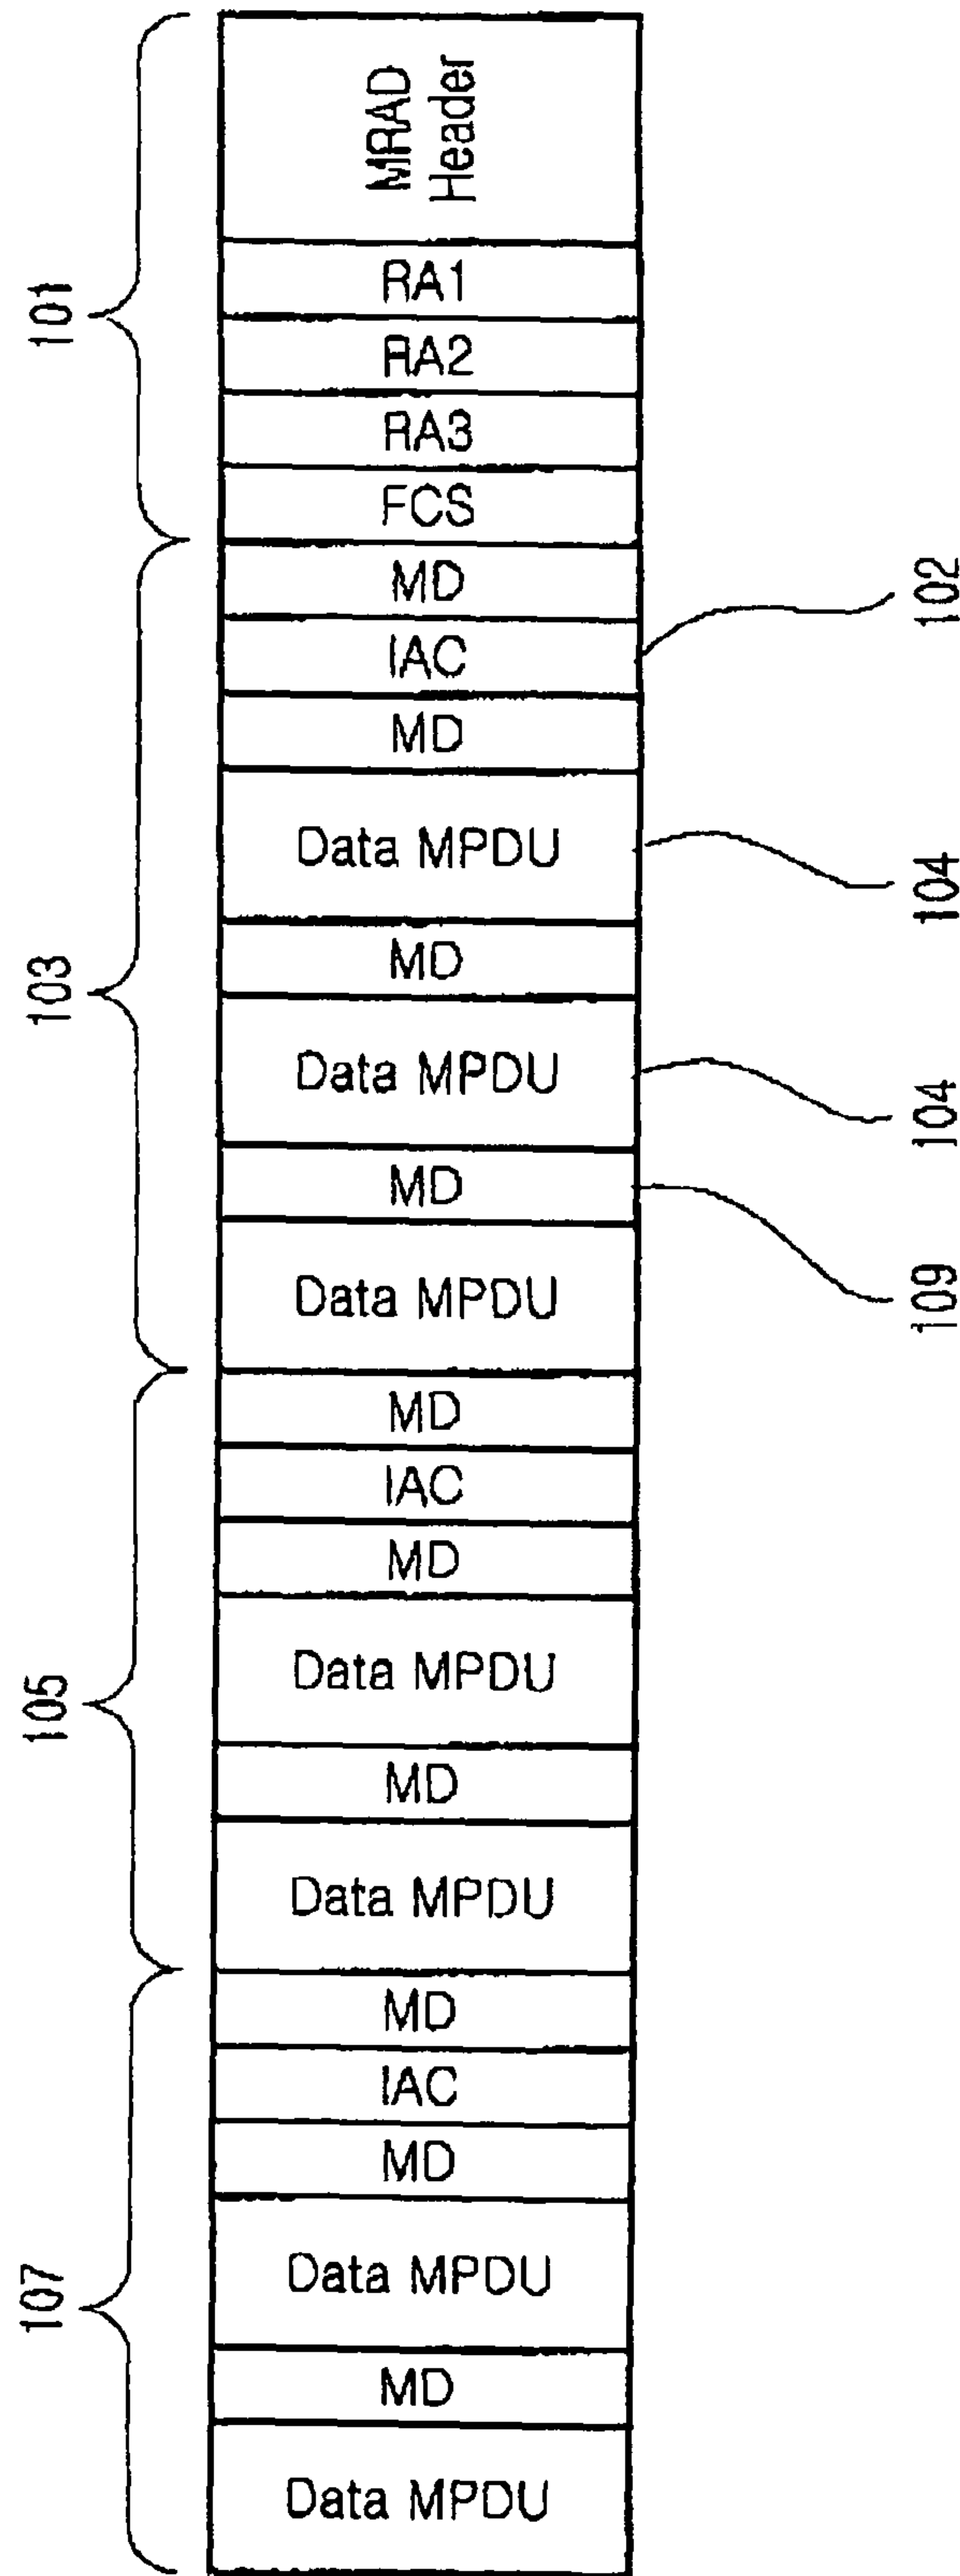 101
103
105
107
MRAD
Header
RA1
RA2
RA3
FCS
MD
IAC
MD
Data MPDU
MD
Data MPDU
MD
Data MPDU
MD
IAC
MD
Data MPDU
MD
Data MPDU
MD
IAC
MD
Data MPDU
MD
Data MPDU
102
104
104
109